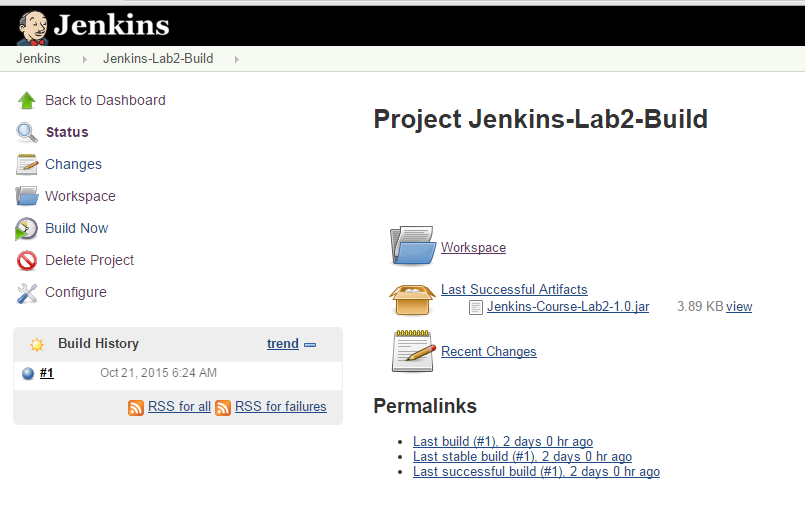 Jenkins
Jenkins Jenkins-Lab2-Build
Back to Dashboard
Status
Changes
Workspace
Build Now
Delete Project
Configure
Build History trend
#1 Oct 21, 2015 6:24 AM
RSS for all RSS for failures
Project Jenkins-Lab2-Build
Workspace
Last Successful Artifacts
Jenkins-Course-Lab2-1.0.jar 3.89 KB view
Recent Changes
Permalinks
Last build (#1), 2 days 0 hr ago
Last stable build (#1), 2 days 0 hr ago
Last successful build (#1), 2 days 0 hr ago